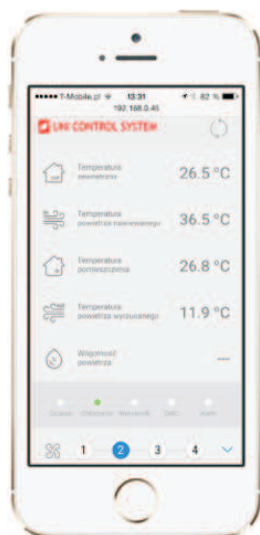 T-Mobile.pl 13:31 82 %
192.168.0.45
UNI CONTROL SYSTEM
Temperatura
zewnętrzna
26.5 °C
Temperatura
powietrza nawiewanego
36.5 °C
Temperatura
pomieszczenia
26.8 °C
Temperatura
powietrza wyrzucanego
11.9 °C
Wilgotność
powietrza
---
Chłodzenie
1 2 3 4